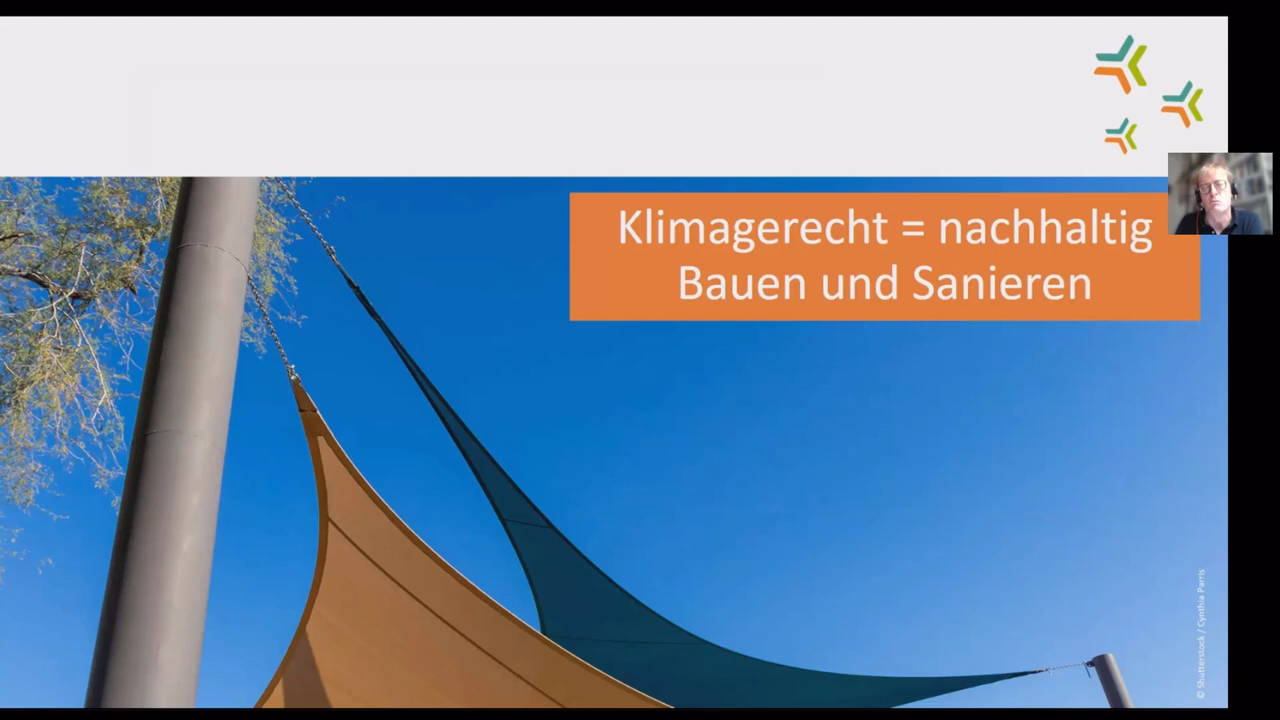 Klimagerecht = nachhaltig
Bauen und Sanieren
© Shutterstock / Cynthia Parris